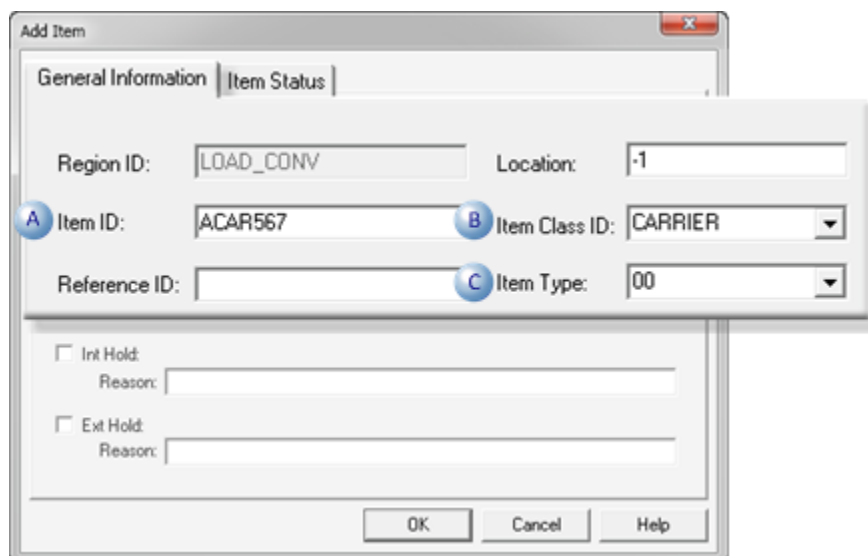 Add Item
General Information Item Status
Region ID: LOAD_CONV Location: -1
A Item ID: ACAR567 B Item Class ID: CARRIER
Reference ID: C Item Type: 00
Int Hold:
Reason:
Ext Hold:
Reason:
OK Cancel Help